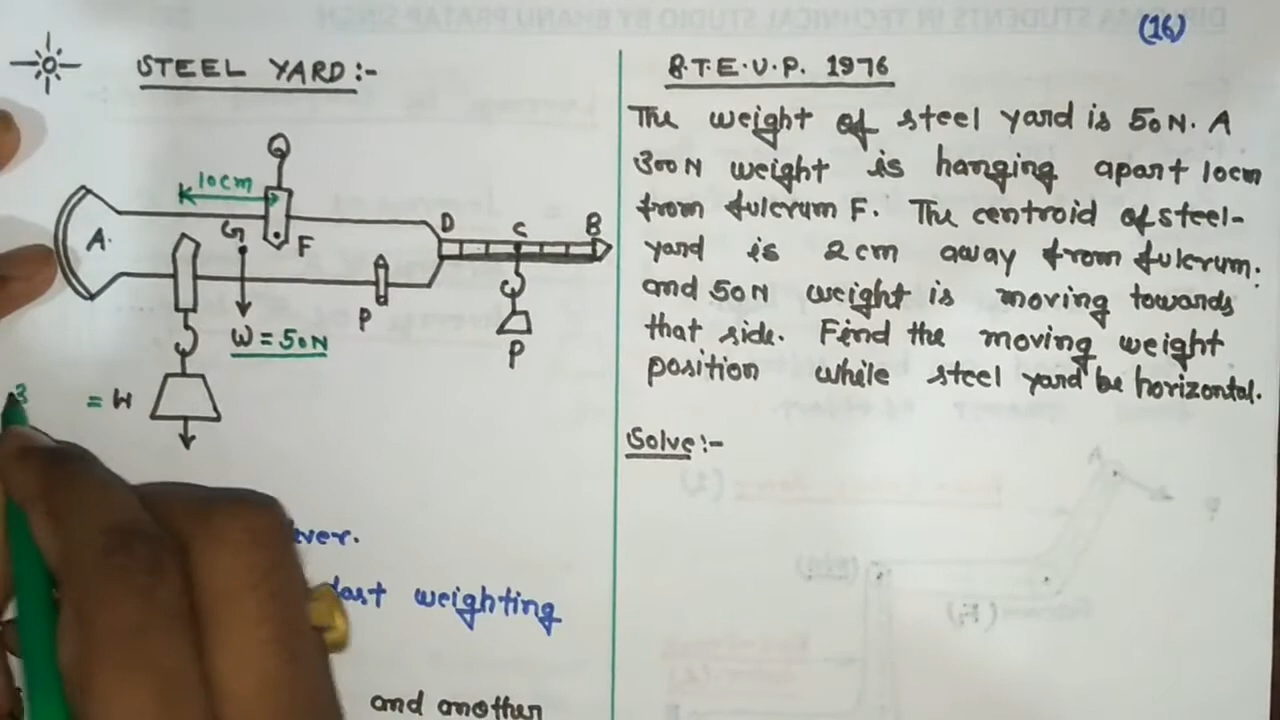 (16)
STEEL YARD:-
10cm
A.
G
F
D
C
B
P
W = 50N
P
3 = W
and another
weighting
B.T.E.U.P. 1976
The weight of steel yard is 50N. A
300N weight is hanging apart 10cm
from fulcrum F. The centroid of steel-
yard is 2cm away from fulcrum.
and 50N weight is moving towards
that side. Find the moving weight
position while steel yard be horizontal.
Solve:-